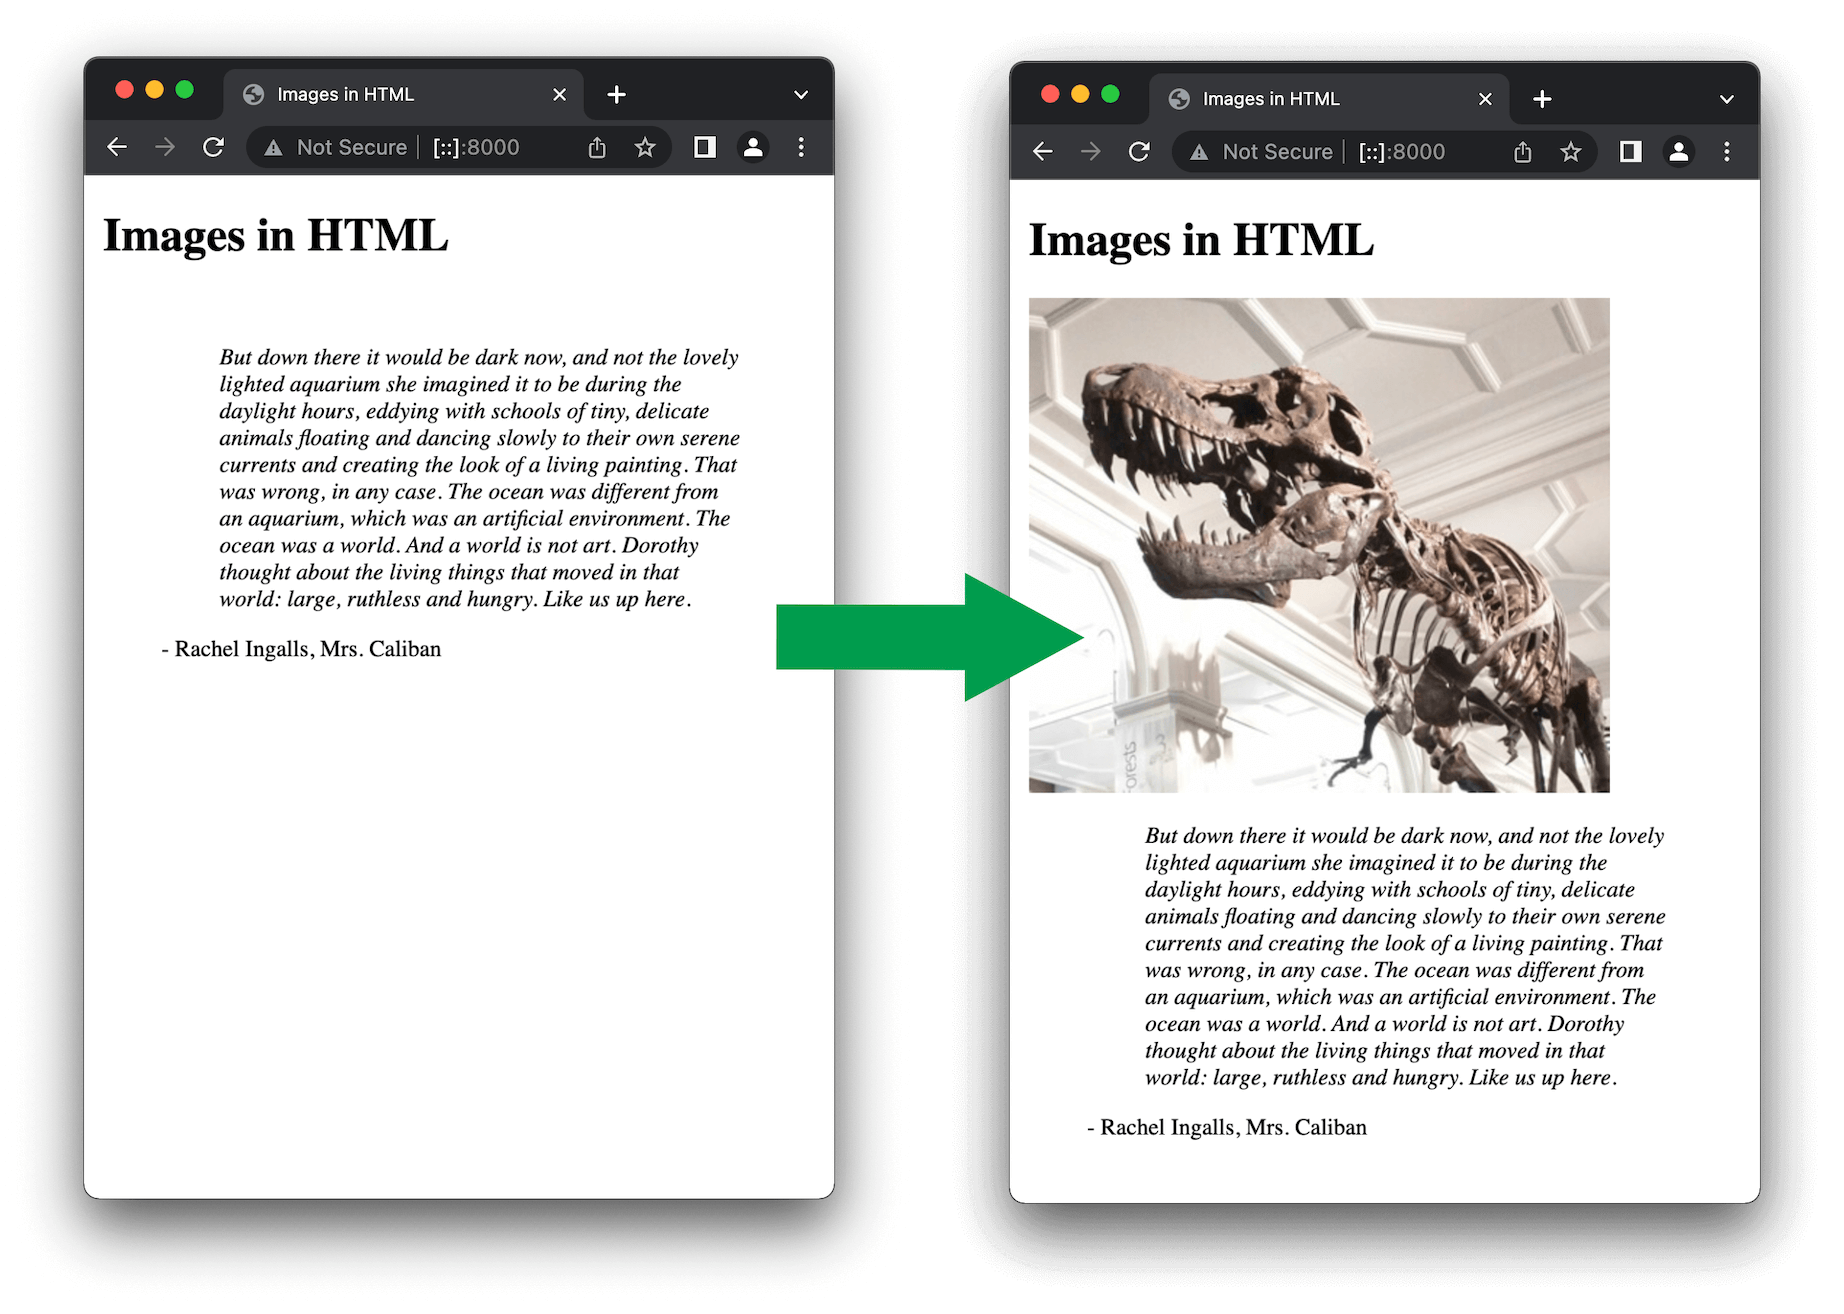 Images in HTML
Not Secure [::]:8000
Images in HTML
But down there it would be dark now, and not the lovely
lighted aquarium she imagined it to be during the
daylight hours, eddying with schools of tiny, delicate
animals floating and dancing slowly to their own serene
currents and creating the look of a living painting. That
was wrong, in any case. The ocean was different from
an aquarium, which was an artificial environment. The
ocean was a world. And a world is not art. Dorothy
thought about the living things that moved in that
world: large, ruthless and hungry. Like us up here.
- Rachel Ingalls, Mrs. Caliban
Images in HTML
Not Secure [::]:8000
Images in HTML
Forests
But down there it would be dark now, and not the lovely
lighted aquarium she imagined it to be during the
daylight hours, eddying with schools of tiny, delicate
animals floating and dancing slowly to their own serene
currents and creating the look of a living painting. That
was wrong, in any case. The ocean was different from
an aquarium, which was an artificial environment. The
ocean was a world. And a world is not art. Dorothy
thought about the living things that moved in that
world: large, ruthless and hungry. Like us up here.
- Rachel Ingalls, Mrs. Caliban